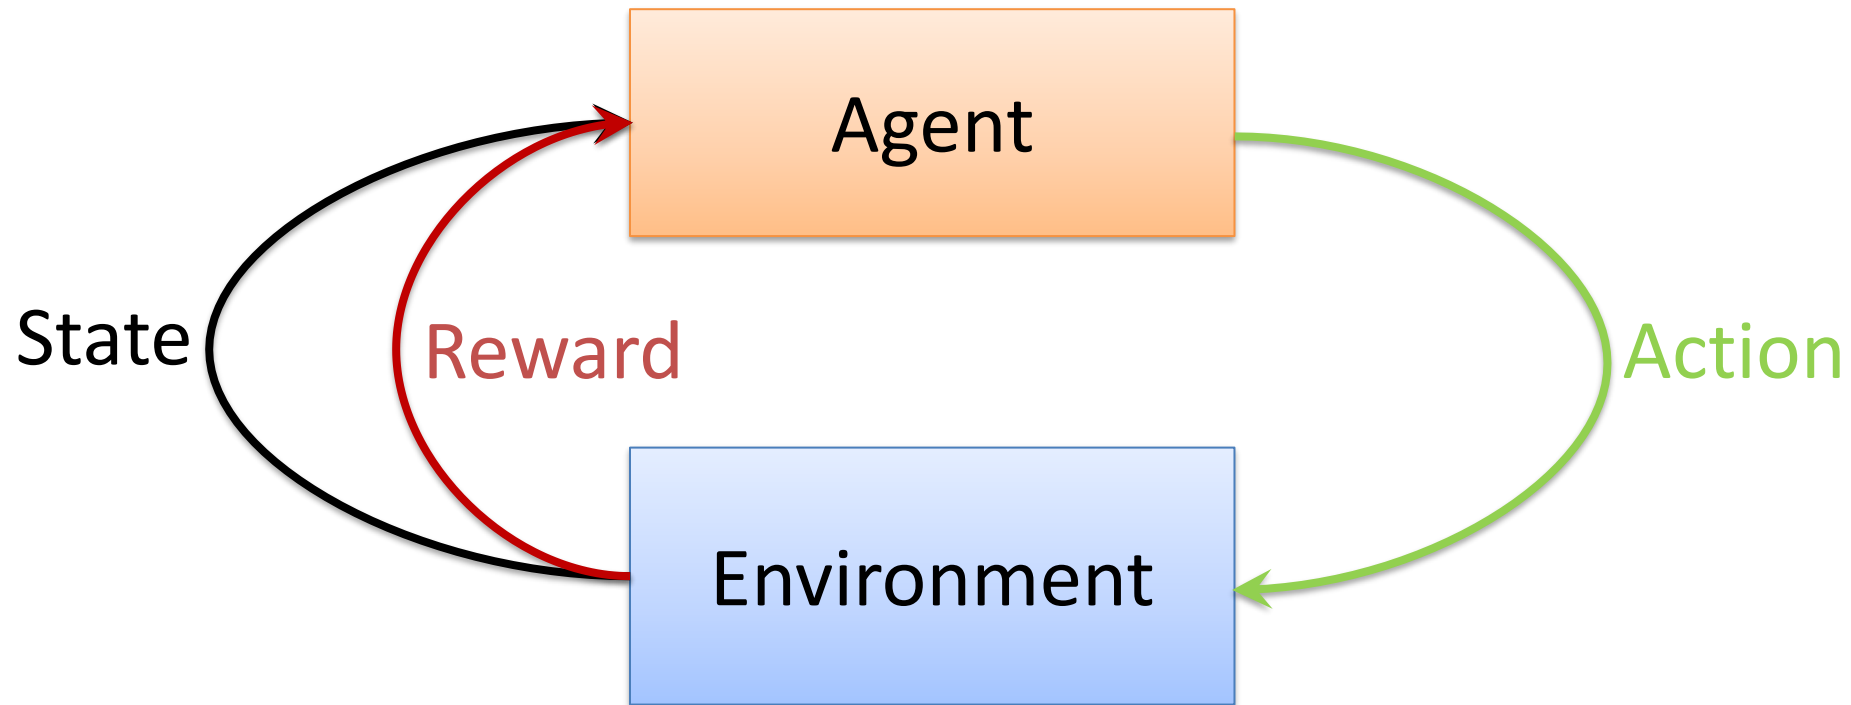 Agent
State
Reward
Action
Environment